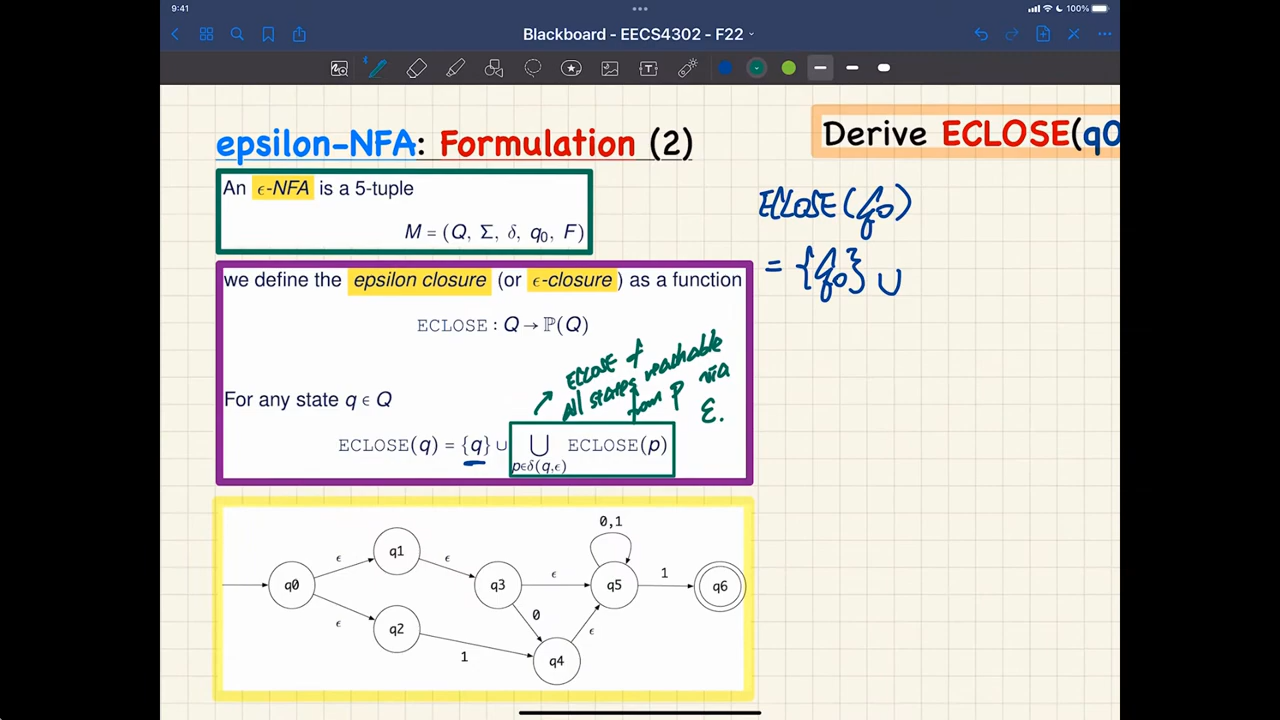 9:41
100%
Blackboard - EECS4302 - F22
epsilon-NFA: Formulation (2)
Derive ECLOSE(q0
An ϵ-NFA is a 5-tuple
M = (Q, Σ, δ, q0, F)
ECLOSE(q0)
= {q0} ∪
we define the epsilon closure (or ϵ-closure) as a function
ECLOSE : Q → ℙ(Q)
ECLOSE of
all states reachable
from p via
ε.
For any state q ϵ Q
ECLOSE(q) = {q} ∪ ⋃ ECLOSE(p)
pϵδ(q,ϵ)
0,1
q1
ϵ
ϵ
q0
q3
ϵ
q5
1
q6
ϵ
q2
0
ϵ
1
q4